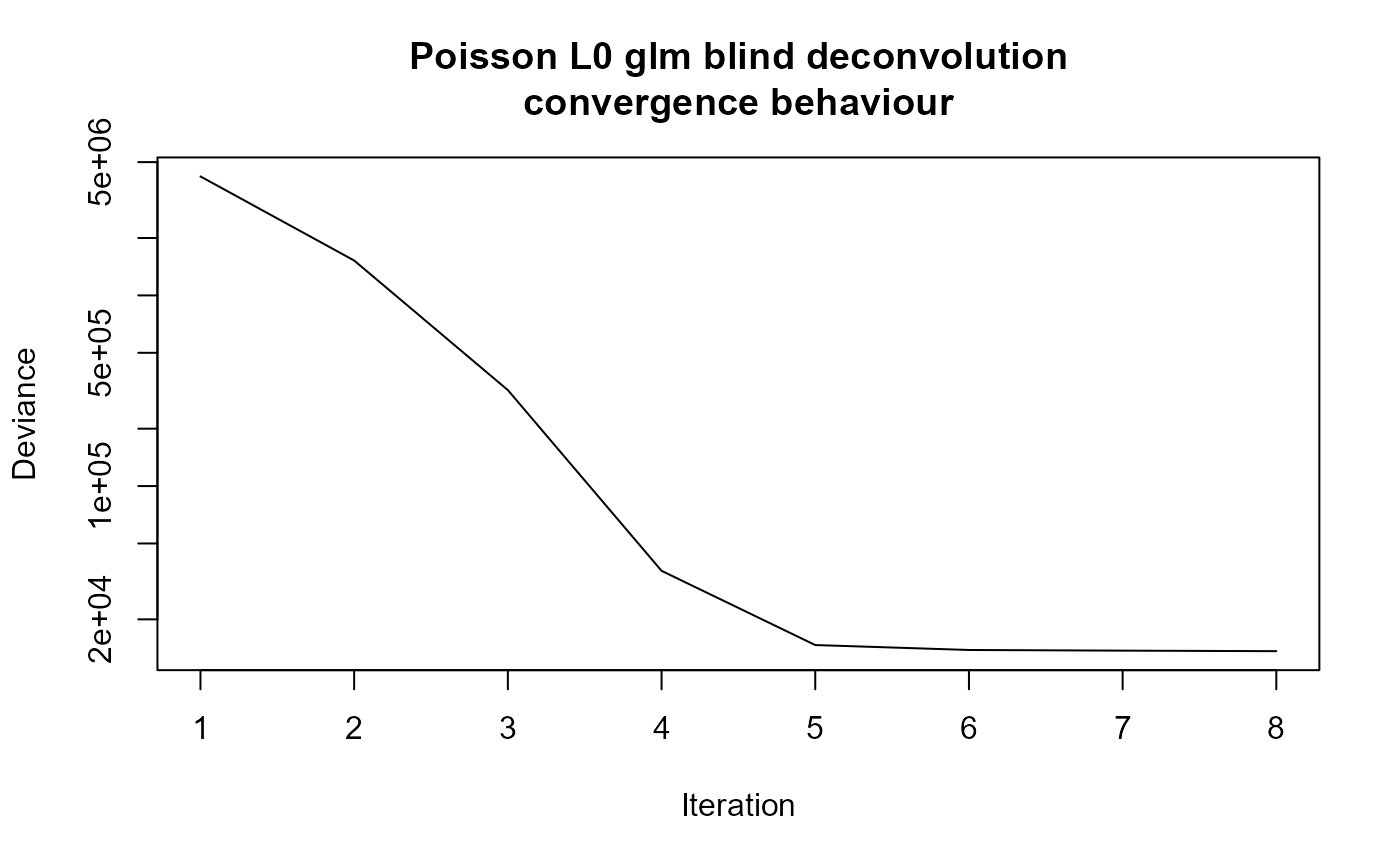 Poisson L0 glm blind deconvolution
convergence behaviour
5e+06
5e+05
1e+05
2e+04
Deviance
1 2 3 4 5 6 7 8
Iteration